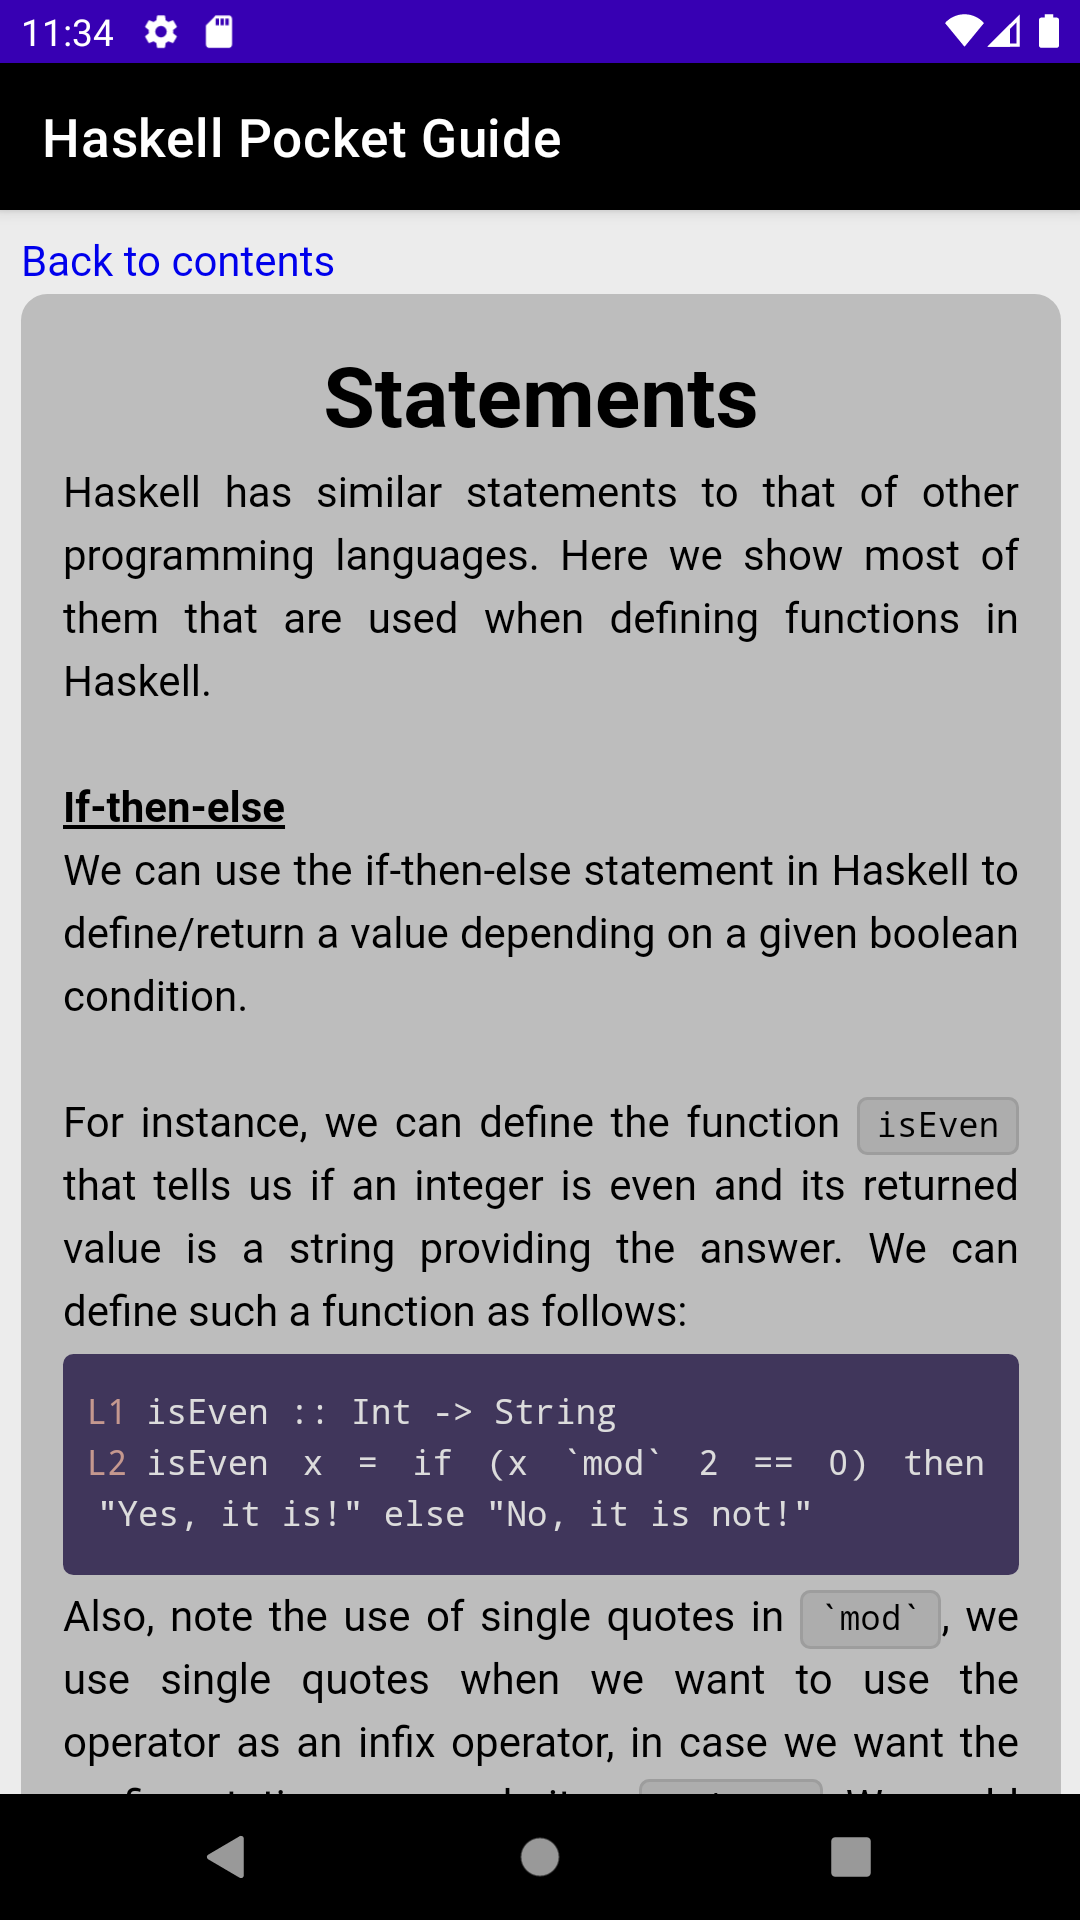 11:34
Haskell Pocket Guide
Back to contents
Statements
Haskell has similar statements to that of other
programming languages. Here we show most of
them that are used when defining functions in
Haskell.
If-then-else
We can use the if-then-else statement in Haskell to
define/return a value depending on a given boolean
condition.
For instance, we can define the function isEven
that tells us if an integer is even and its returned
value is a string providing the answer. We can
define such a function as follows:
L1 isEven :: Int -> String
L2 isEven x = if (x `mod` 2 == 0) then
"Yes, it is!" else "No, it is not!"
Also, note the use of single quotes in `mod`, we
use single quotes when we want to use the
operator as an infix operator, in case we want the